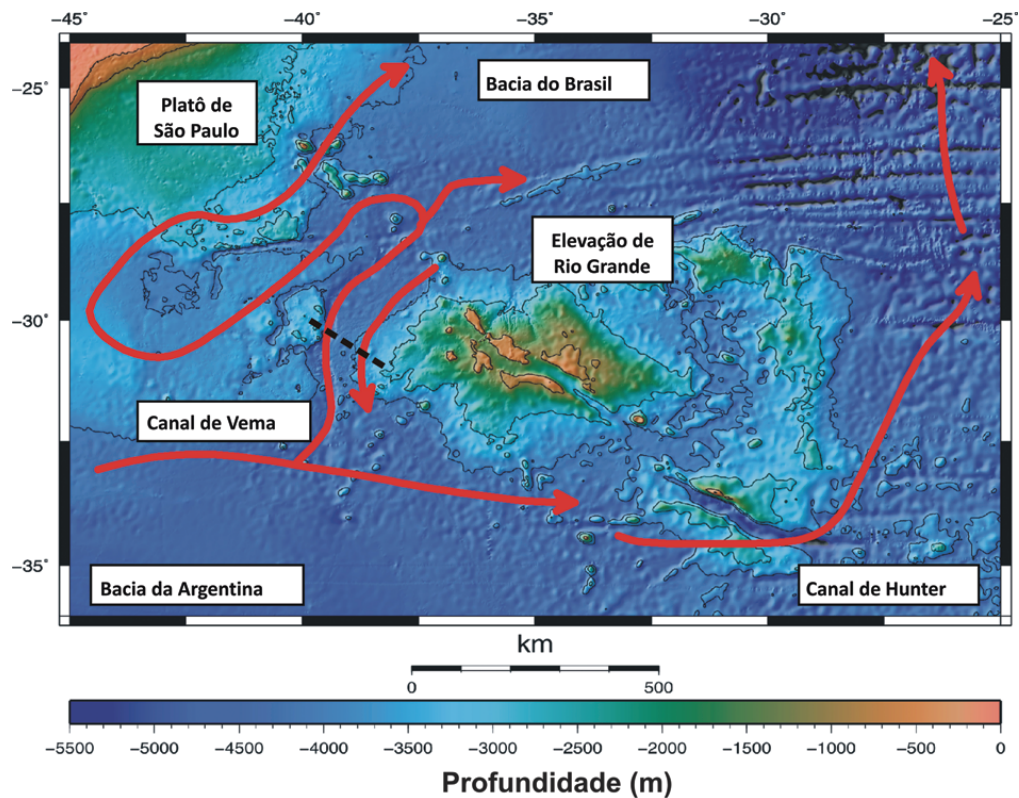 −45° −40° −35° −30° −25°
−25°
−30°
−35°
Platô de
São Paulo
Bacia do Brasil
Elevação de
Rio Grande
Canal de Vema
Bacia da Argentina
Canal de Hunter
km
0 500
−5500 −5000 −4500 −4000 −3500 −3000 −2500 −2000 −1500 −1000 −500 0
Profundidade (m)